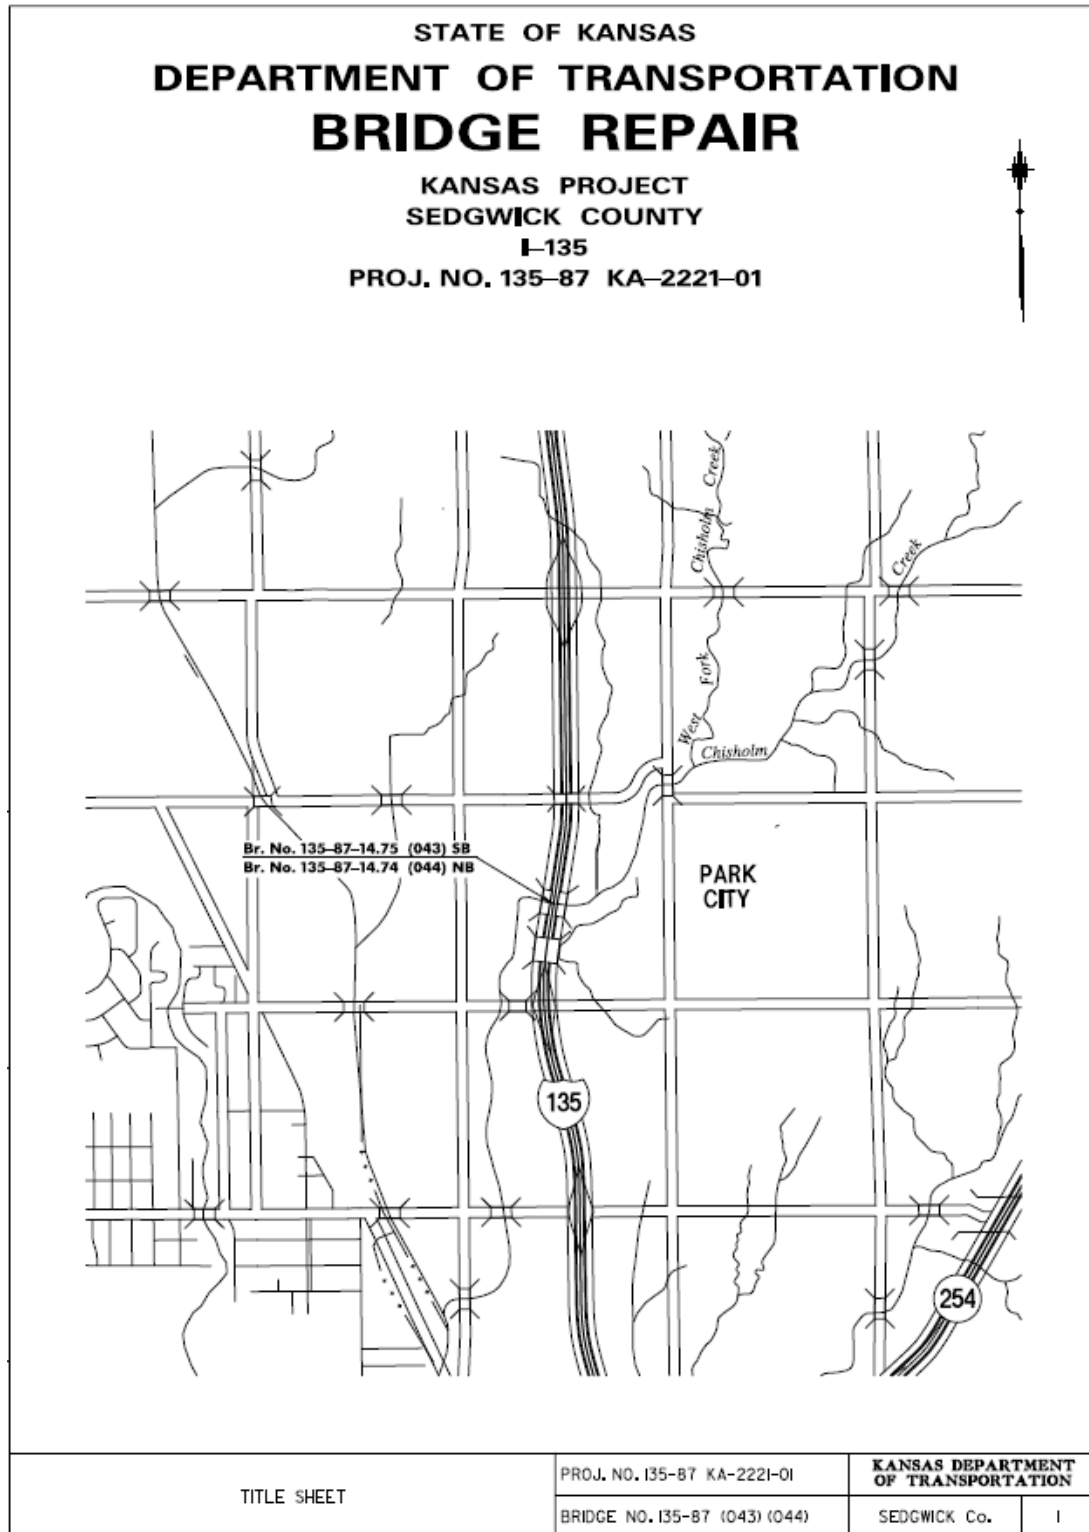 STATE OF KANSAS
DEPARTMENT OF TRANSPORTATION
BRIDGE REPAIR
KANSAS PROJECT
SEDGWICK COUNTY
I-135
PROJ. NO. 135-87 KA-2221-01
Creek
Chisholm
Fork
West
Creek
Chisholm
Br. No. 135-87-14.75 (043) SB
Br. No. 135-87-14.74 (044) NB
PARK
CITY
135
254
TITLE SHEET
PROJ. NO. 135-87 KA-2221-01
BRIDGE NO. 135-87 (043) (044)
KANSAS DEPARTMENT
OF TRANSPORTATION
SEDGWICK Co.
1